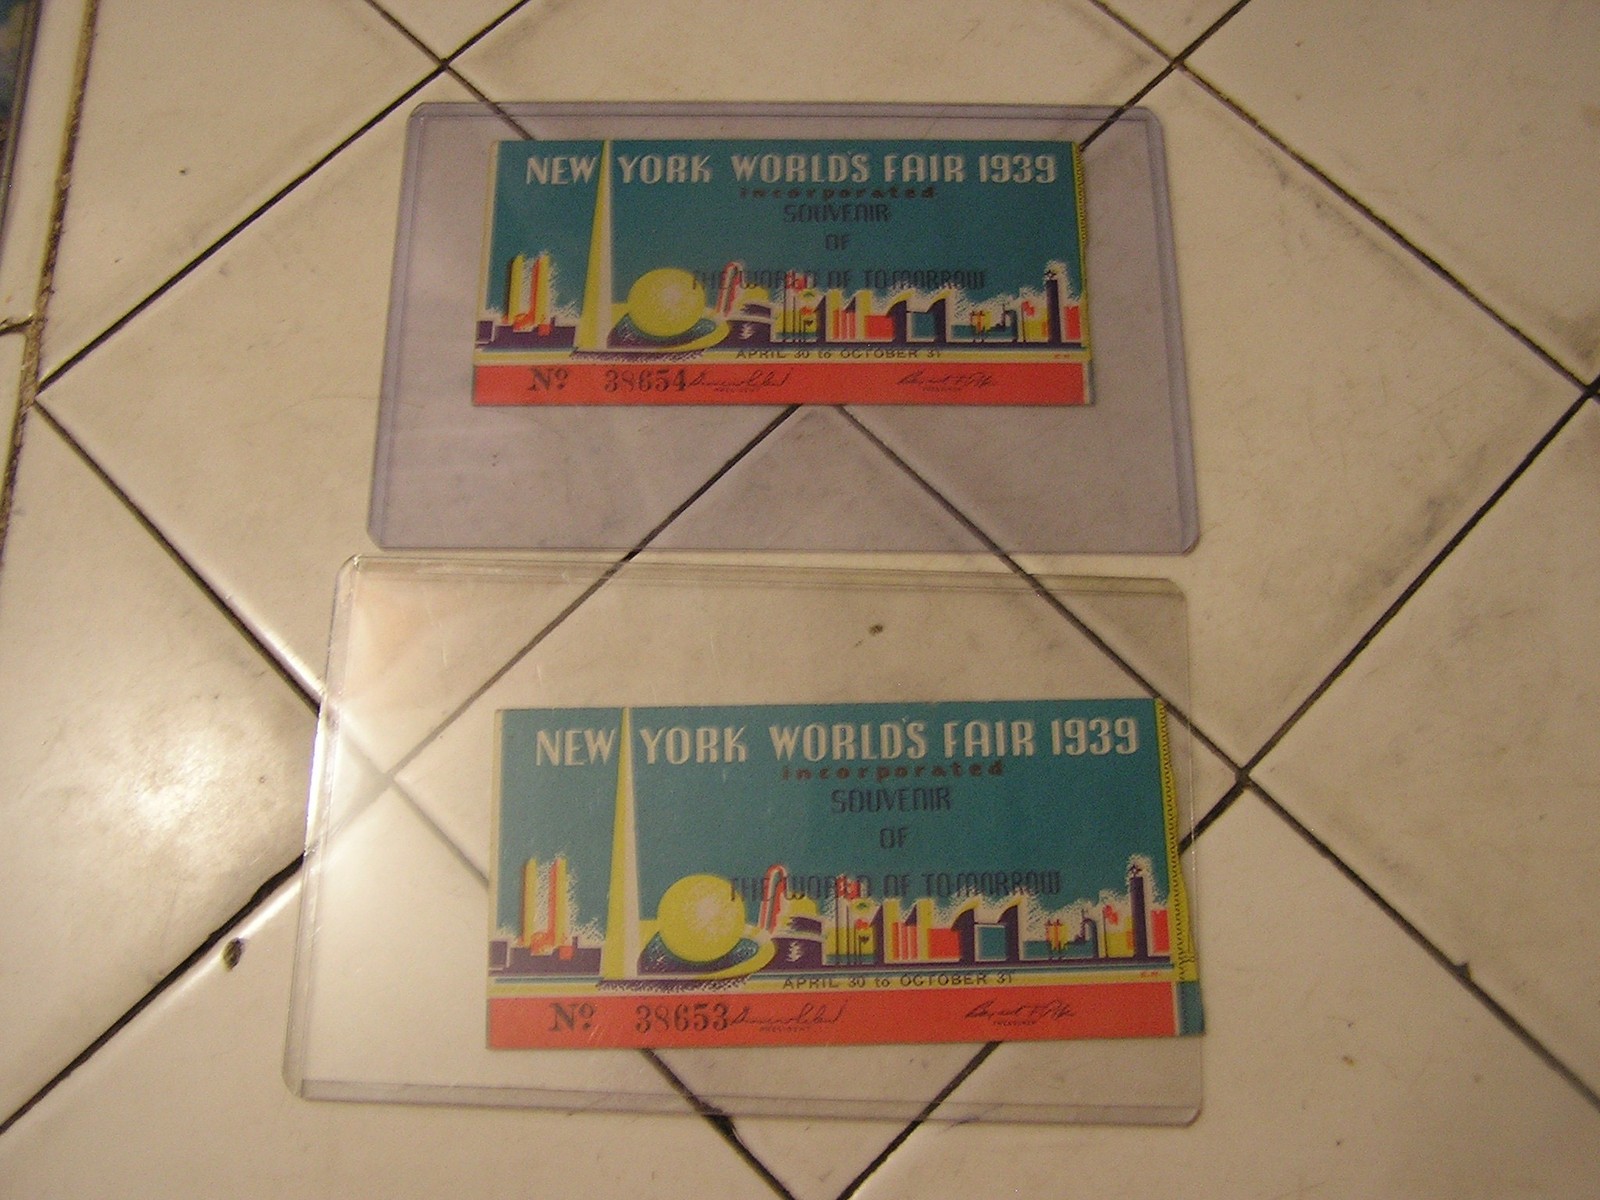 NEW YORK WORLD'S FAIR 1939
incorporated
SOUVENIR
OF
THE WORLD OF TOMORROW
APRIL 30 to OCTOBER 31
Nº 38654
PRESIDENT
NEW YORK WORLD'S FAIR 1939
incorporated
SOUVENIR
OF
THE WORLD OF TOMORROW
APRIL 30 to OCTOBER 31
Nº 38653
PRESIDENT